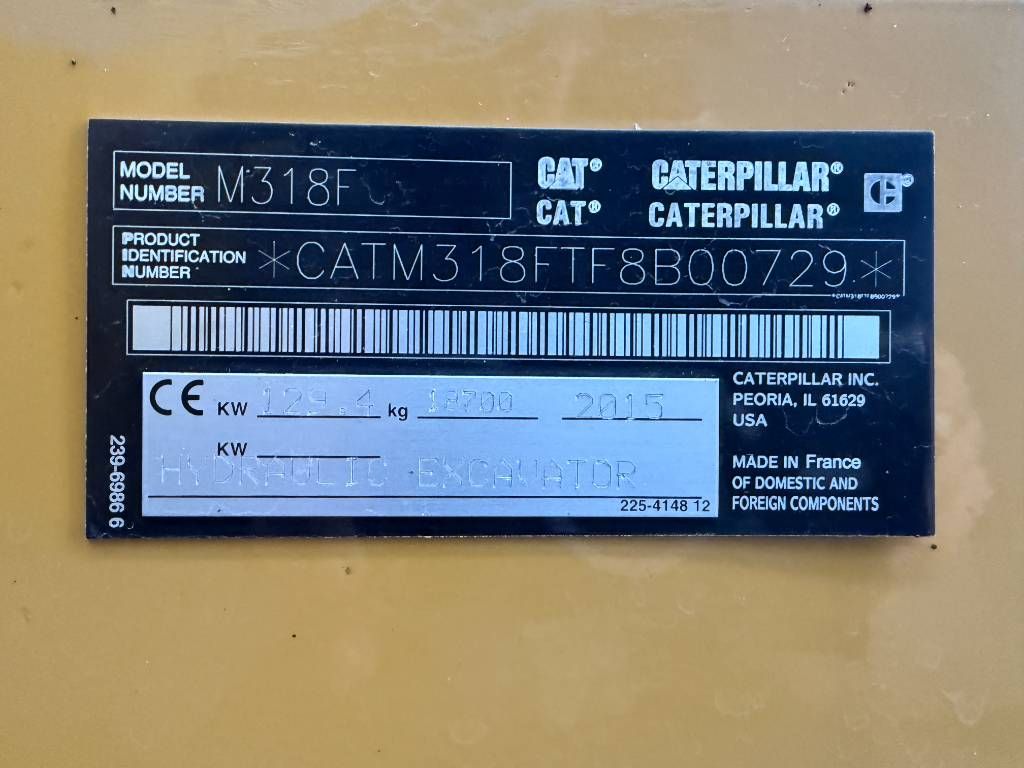 MODEL NUMBER M318F
CAT® CATERPILLAR®
CAT® CATERPILLAR®
PRODUCT IDENTIFICATION NUMBER *CATM318FTF8B00729*
CE KW 129.4 kg 18700 2015
KW
HYDRAULIC EXCAVATOR
225-4148 12
239-6986 6
CATERPILLAR INC.
PEORIA, IL 61629
USA
MADE IN France
OF DOMESTIC AND
FOREIGN COMPONENTS